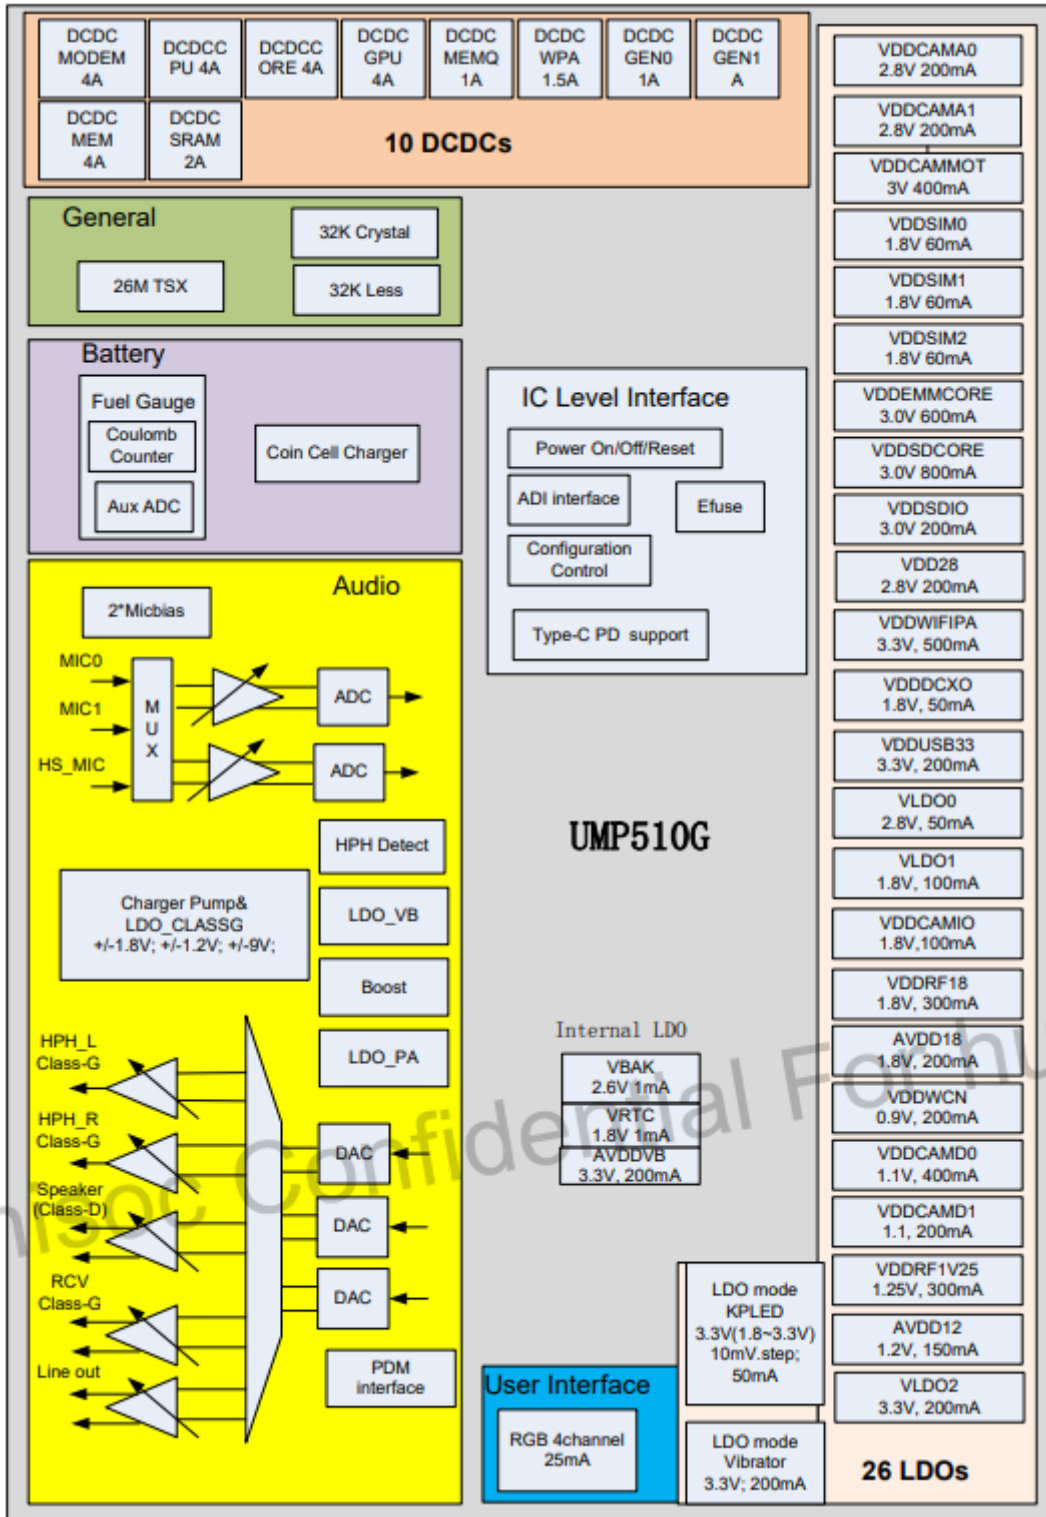 DCDC
MODEM
4A
DCDCC
PU 4A
DCDCC
ORE 4A
DCDC
GPU
4A
DCDC
MEMQ
1A
DCDC
WPA
1.5A
DCDC
GEN0
1A
DCDC
GEN1
A
DCDC
MEM
4A
DCDC
SRAM
2A
10 DCDCs
General
32K Crystal
26M TSX
32K Less
Battery
Fuel Gauge
Coulomb
Counter
Aux ADC
Coin Cell Charger
IC Level Interface
Power On/Off/Reset
ADI interface
Efuse
Configuration
Control
Type-C PD support
Audio
2*Micbias
MIC0
MIC1
HS_MIC
M
U
X
ADC
ADC
HPH Detect
Charger Pump&
LDO_CLASSG
+/-1.8V; +/-1.2V; +/-9V;
LDO_VB
Boost
LDO_PA
HPH_L
Class-G
HPH_R
Class-G
Speaker
(Class-D)
RCV
Class-G
Line out
DAC
DAC
DAC
PDM
interface
UMP510G
Internal LDO
VBAK
2.6V 1mA
VRTC
1.8V 1mA
AVDDVB
3.3V, 200mA
User Interface
RGB 4channel
25mA
LDO mode
KPLED
3.3V(1.8~3.3V)
10mV.step;
50mA
LDO mode
Vibrator
3.3V; 200mA
VDDCAMA0
2.8V 200mA
VDDCAMA1
2.8V 200mA
VDDCAMMOT
3V 400mA
VDDSIM0
1.8V 60mA
VDDSIM1
1.8V 60mA
VDDSIM2
1.8V 60mA
VDDEMMCORE
3.0V 600mA
VDDSDCORE
3.0V 800mA
VDDSDIO
3.0V 200mA
VDD28
2.8V 200mA
VDDWIFIPA
3.3V, 500mA
VDDDCXO
1.8V, 50mA
VDDUSB33
3.3V, 200mA
VLDO0
2.8V, 50mA
VLDO1
1.8V, 100mA
VDDCAMIO
1.8V,100mA
VDDRF18
1.8V, 300mA
AVDD18
1.8V, 200mA
VDDWCN
0.9V, 200mA
VDDCAMD0
1.1V, 400mA
VDDCAMD1
1.1, 200mA
VDDRF1V25
1.25V, 300mA
AVDD12
1.2V, 150mA
VLDO2
3.3V, 200mA
26 LDOs
nisoc Confidential For hu